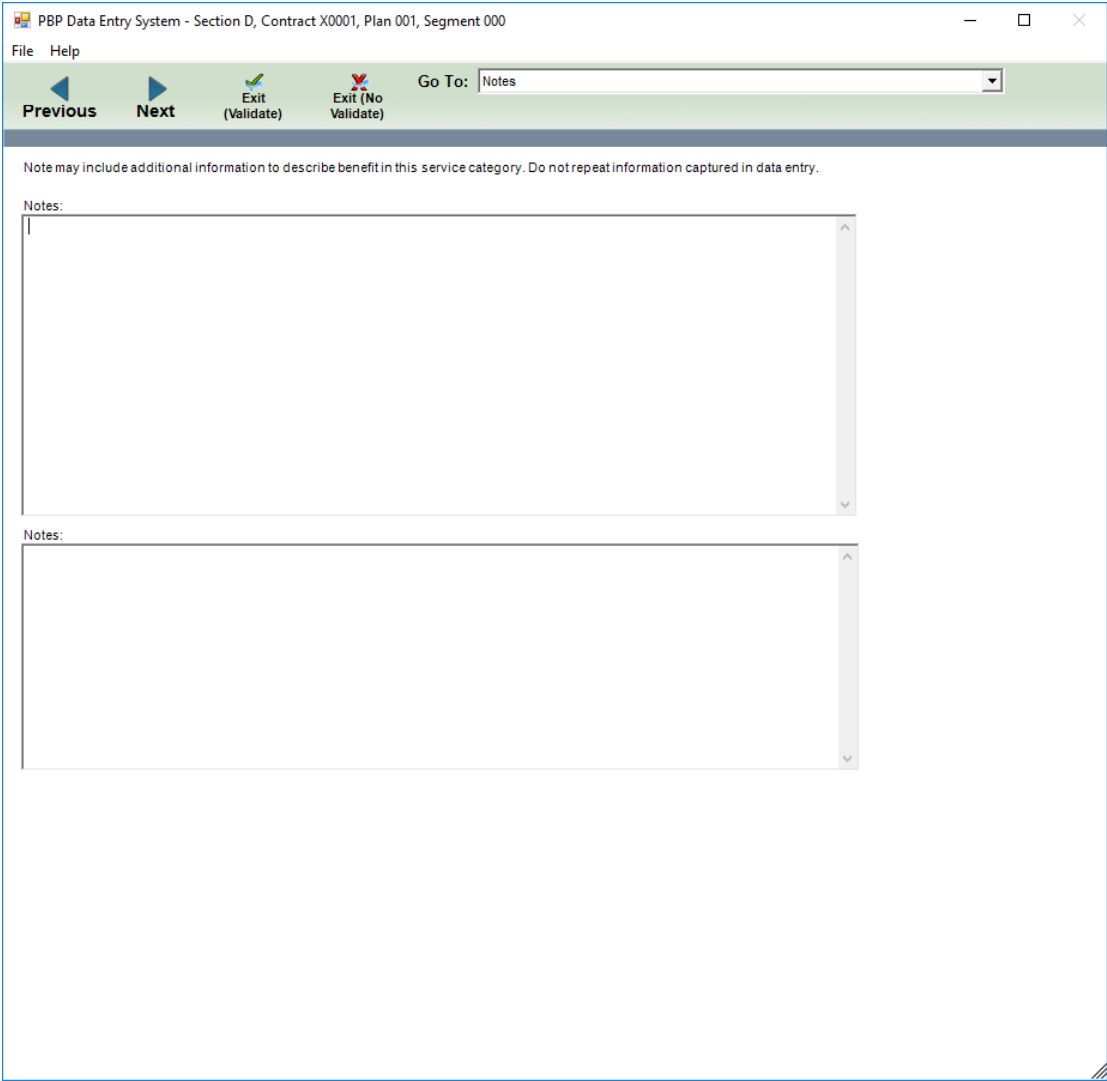 PBP Data Entry System - Section D, Contract X0001, Plan 001, Segment 000
File Help
Previous
Next
Exit
(Validate)
Exit (No
Validate)
Go To: Notes
Note may include additional information to describe benefit in this service category. Do not repeat information captured in data entry.
Notes:
Notes: